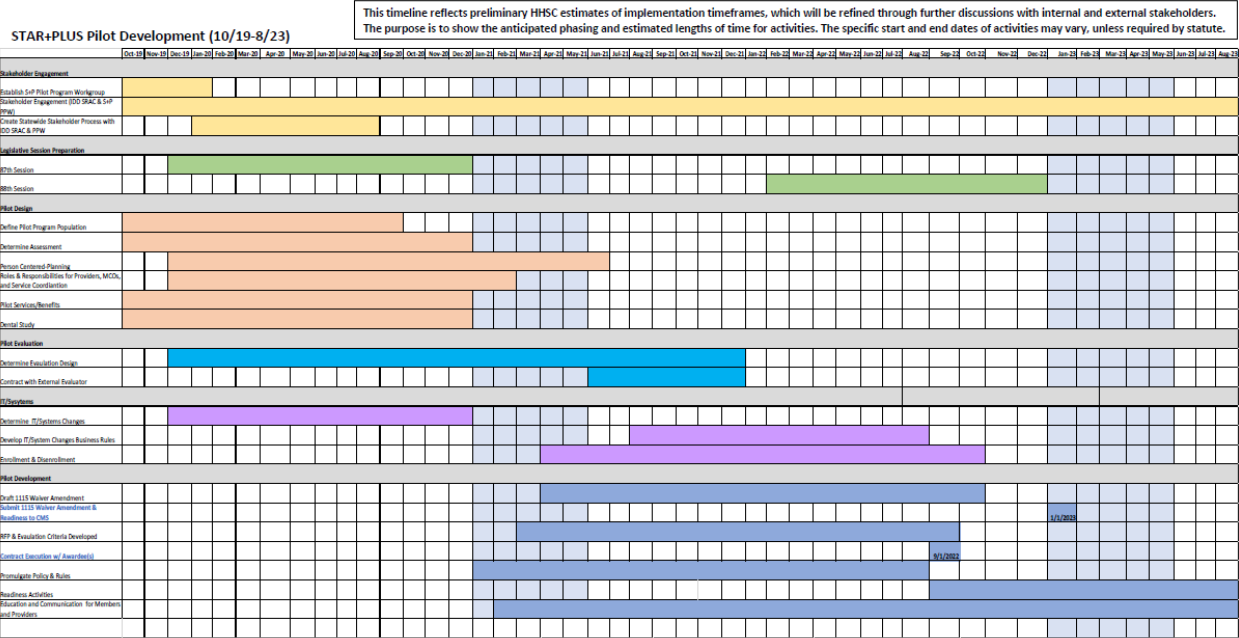 This timeline reflects preliminary HHSC estimates of implementation timeframes, which will be refined through further discussions with internal and external stakeholders.
The purpose is to show the anticipated phasing and estimated lengths of time for activities. The specific start and end dates of activities may vary, unless required by statute.
STAR+PLUS Pilot Development (10/19-8/23)
Oct-19 Nov-19 Dec-19 Jan-20 Feb-20 Mar-20 Apr-20 May-20 Jun-20 Jul-20 Aug-20 Sep-20 Oct-20 Nov-20 Dec-20 Jan-21 Feb-21 Mar-21 Apr-21 May-21 Jun-21 Jul-21 Aug-21 Sep-21 Oct-21 Nov-21 Dec-21 Jan-22 Feb-22 Mar-22 Apr-22 May-22 Jun-22 Jul-22 Aug-22 Sep-22 Oct-22 Nov-22 Dec-22 Jan-23 Feb-23 Mar-23 Apr-23 May-23 Jun-23 Jul-23 Aug-23
Stakeholder Engagement
Establish S+P Pilot Program Workgroup
Stakeholder Engagement (IDD SRAC & S+P
PPW)
Create Statewide Stakeholder Process with
IDD SRAC & PPW
Legislative Session Preparation
87th Session
88th Session
Pilot Design
Define Pilot Program Population
Determine Assessment
Person Centered-Planning
Roles & Responsibilities for Providers, MCOs,
and Service Coordiantion
Pilot Services/Benefits
Dental Study
Pilot Evaluation
Determine Evaulation Design
Contract with External Evaluator
IT/Sysytems
Determine IT/Systems Changes
Develop IT/System Changes Business Rules
Enrollment & Disenrollment
Pilot Development
Draft 1115 Waiver Amendment
Submit 1115 Waiver Amendment &
Readiness to CMS
1/1/2023
RFP & Evaulation Criteria Developed
Contract Execution w/ Awardee(s)
9/1/2022
Promulgate Policy & Rules
Readiness Activities
Education and Communication for Members
and Providers